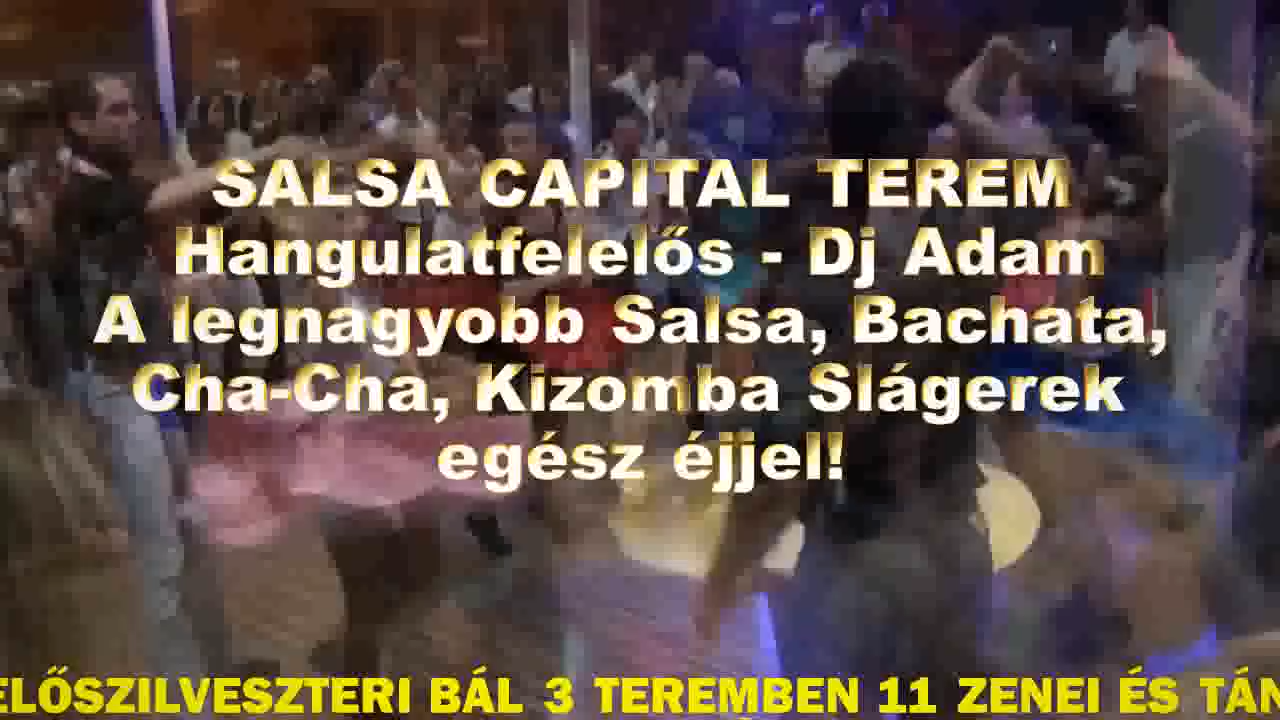 SALSA CAPITAL TEREM
Hangulatfelelős - Dj Adam
A legnagyobb Salsa, Bachata,
Cha-Cha, Kizomba Slágerek
egész éjjel!
ELŐSZILVESZTERI BÁL 3 TEREMBEN 11 ZENEI ÉS TÁN